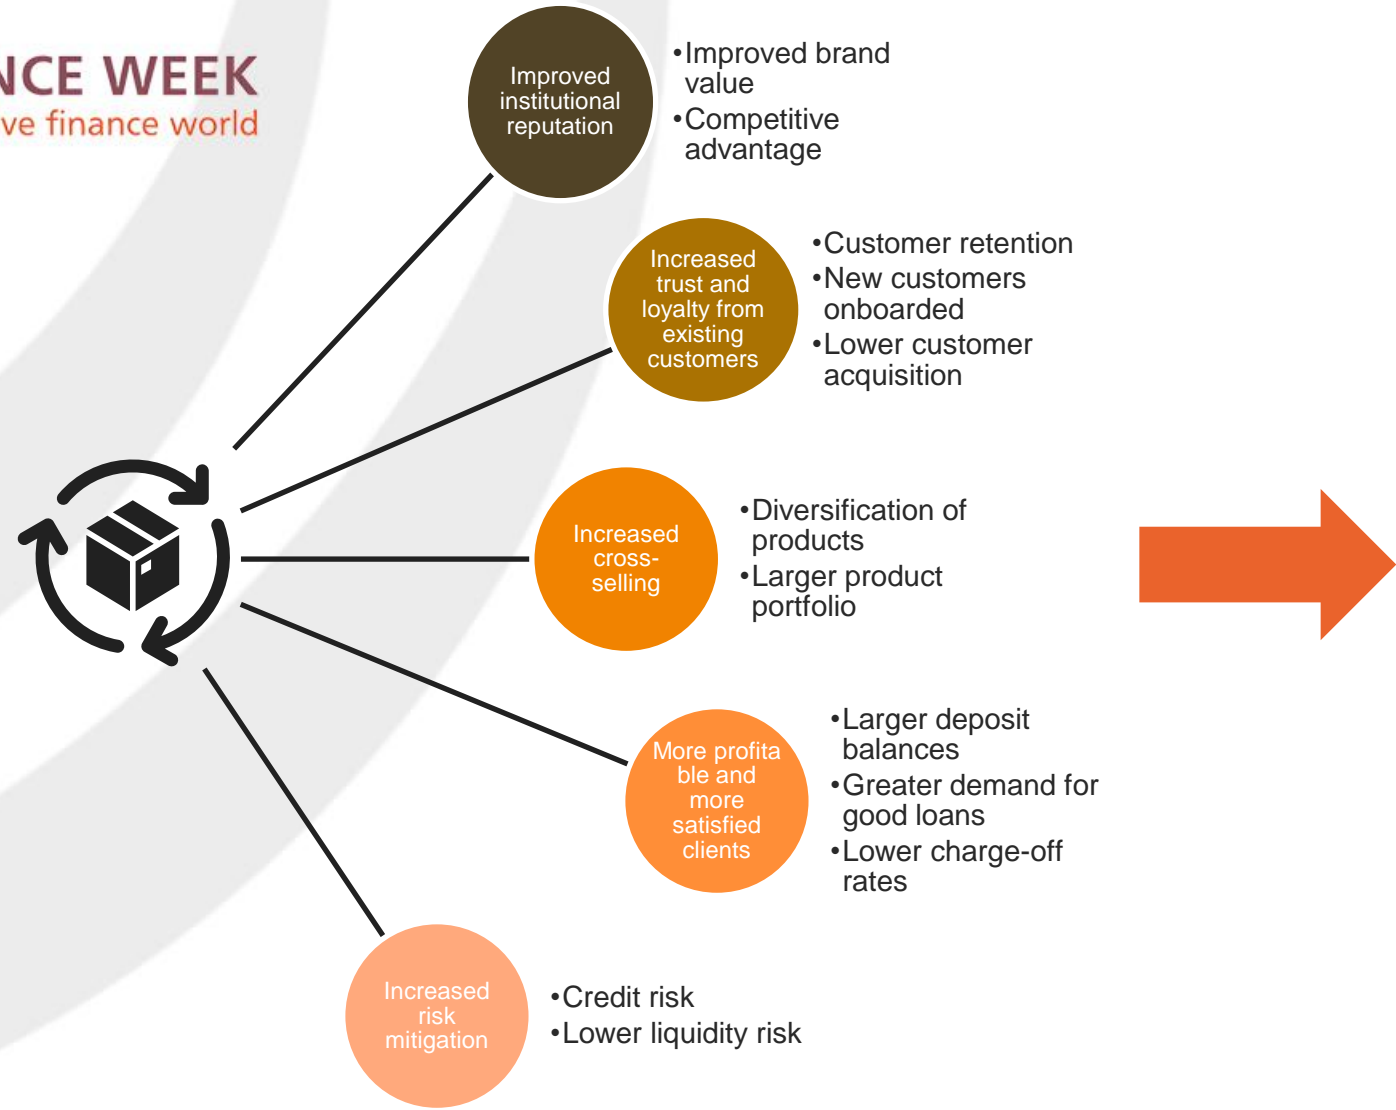 NCE WEEK
ve finance world
Improved
institutional
reputation
•Improved brand
value
•Competitive
advantage
Increased
trust and
loyalty from
existing
customers
•Customer retention
•New customers
onboarded
•Lower customer
acquisition
Increased
cross-
selling
•Diversification of
products
•Larger product
portfolio
More profita
ble and
more
satisfied
clients
•Larger deposit
balances
•Greater demand for
good loans
•Lower charge-off
rates
Increased
risk
mitigation
•Credit risk
•Lower liquidity risk